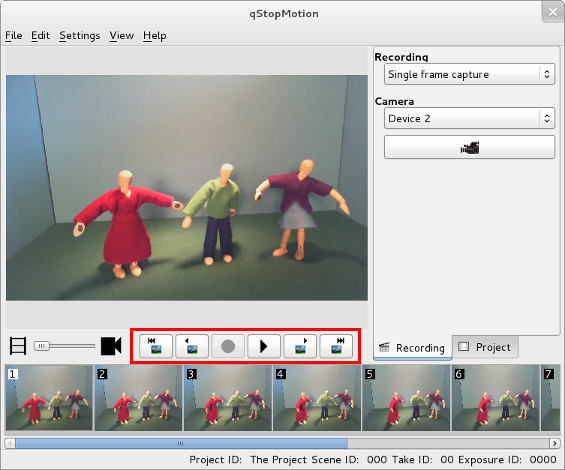 qStopMotion
File Edit Settings View Help
Recording
Single frame capture
Camera
Device 2
Recording Project
1 2 3 4 5 6 7
Project ID: The Project Scene ID: 000 Take ID: 00 Exposure ID: 0000